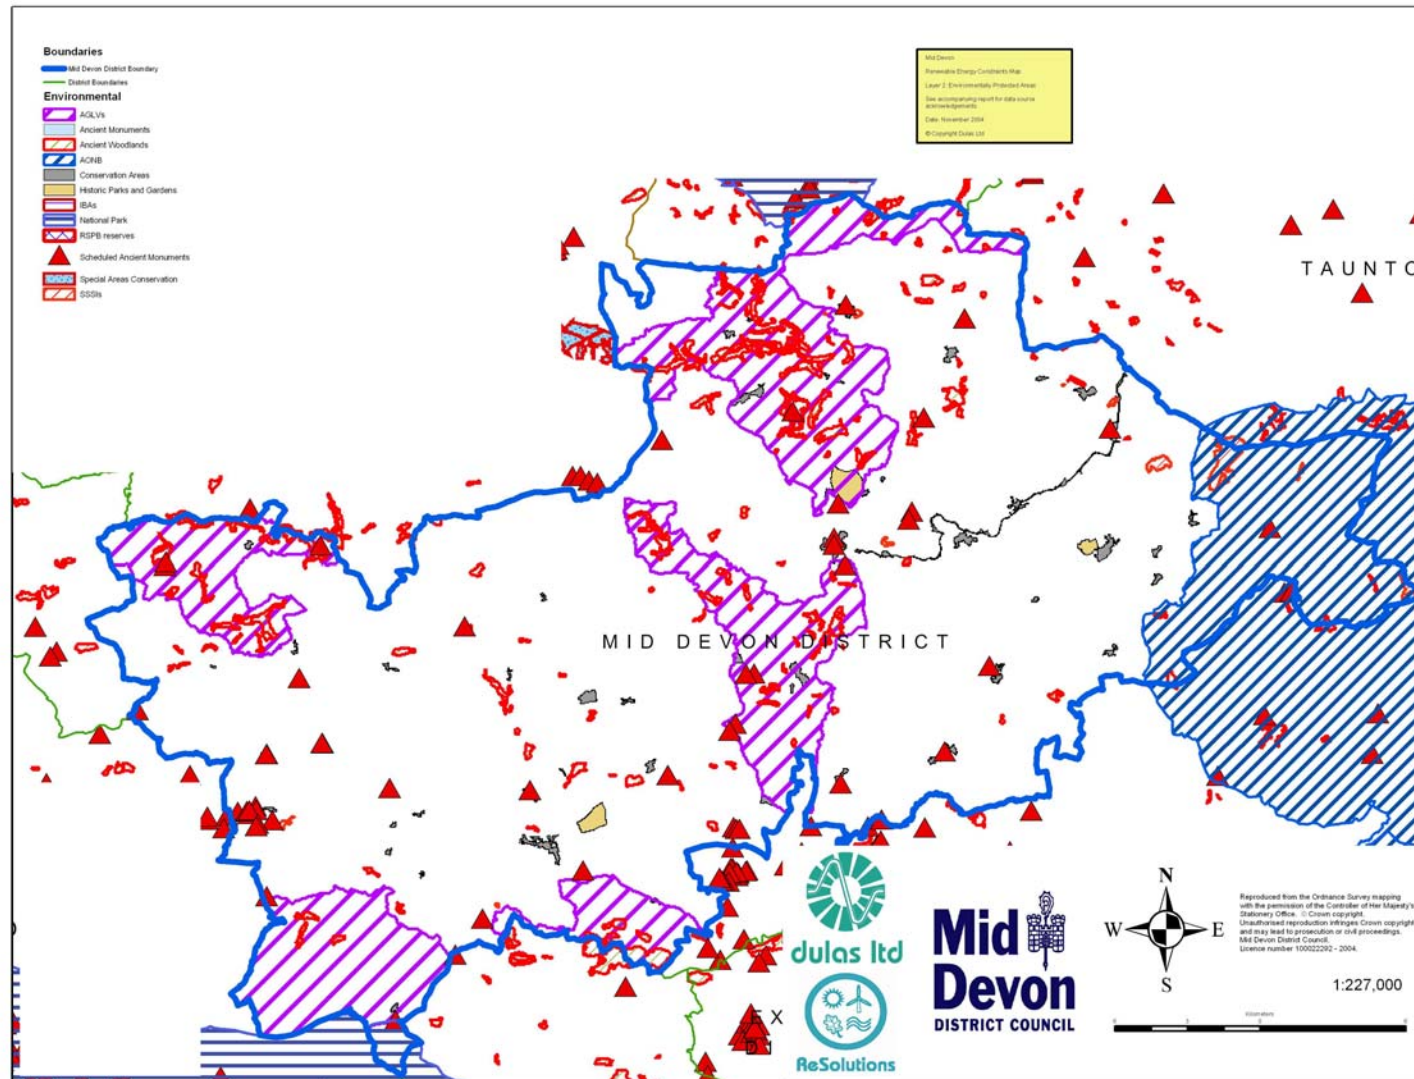 Boundaries
Mid Devon District Boundary
District Boundaries
Environmental
AGLVs
Ancient Monuments
Ancient Woodlands
AONB
Conservation Areas
Historic Parks and Gardens
IBAs
National Park
RSPB reserves
Scheduled Ancient Monuments
Special Areas Conservation
SSSIs
Mid Devon
Renewable Energy Constraints Map
Layer 2: Environmentally Protected Areas
See accompanying report for data source
acknowledgements
Date: November 2004
© Copyright Dulas Ltd
TAUNTO
MID DEVON DISTRICT
EX
dulas ltd
ReSolutions
Mid
Devon
DISTRICT COUNCIL
N
W E
S
Reproduced from the Ordnance Survey mapping
with the permission of the Controller of Her Majesty's
Stationery Office. © Crown copyright.
Unauthorised reproduction infringes Crown copyright
and may lead to prosecution or civil proceedings.
Mid Devon District Council.
Licence number 100022292 - 2004.
1:227,000
Kilometers